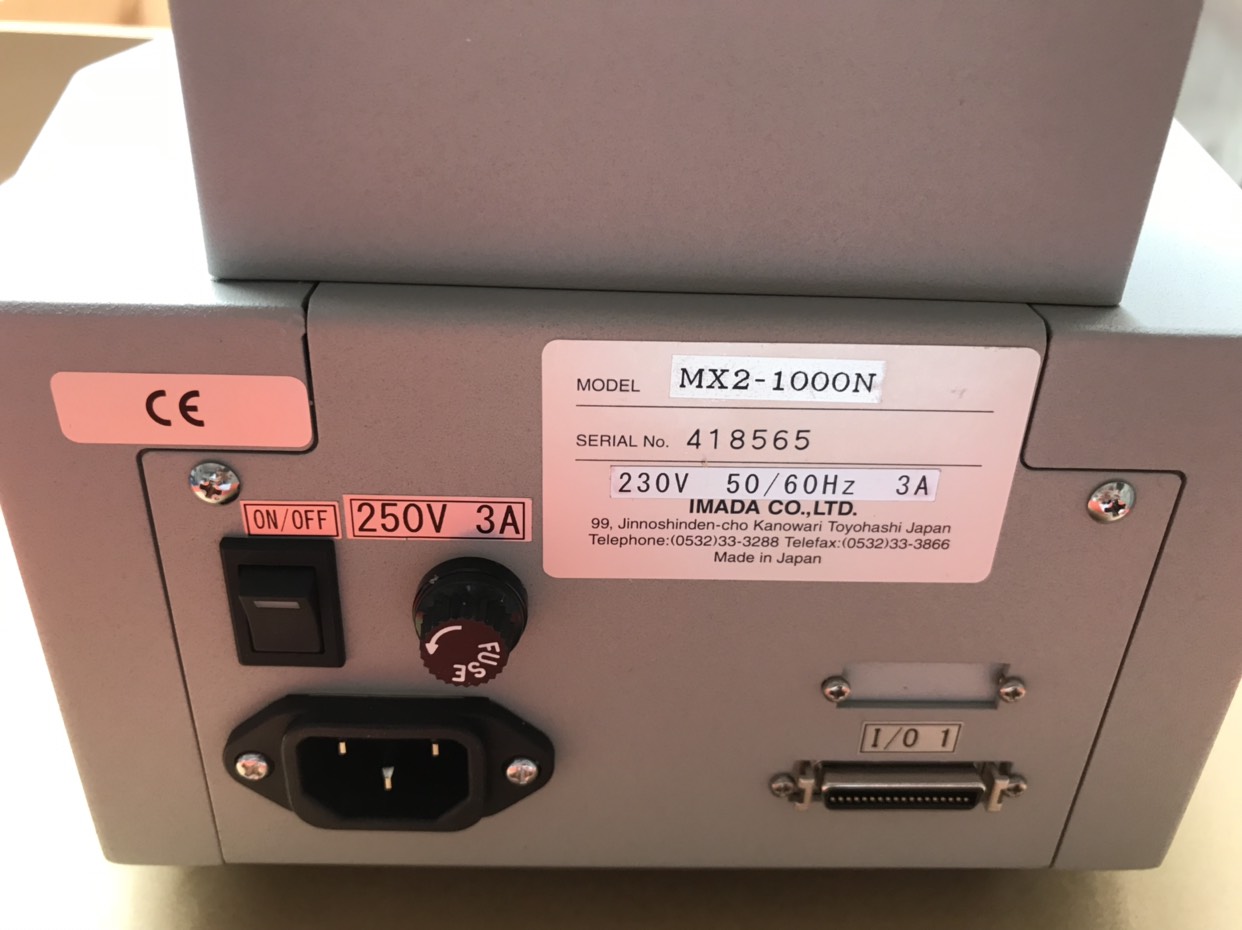 CE
MODEL MX2-1000N
SERIAL No. 418565
230V 50/60Hz 3A
IMADA CO.,LTD.
99, Jinnoshinden-cho Kanowari Toyohashi Japan
Telephone:(0532)33-3288 Telefax:(0532)33-3866
Made in Japan
ON/OFF
250V 3A
FUSE
I/O 1